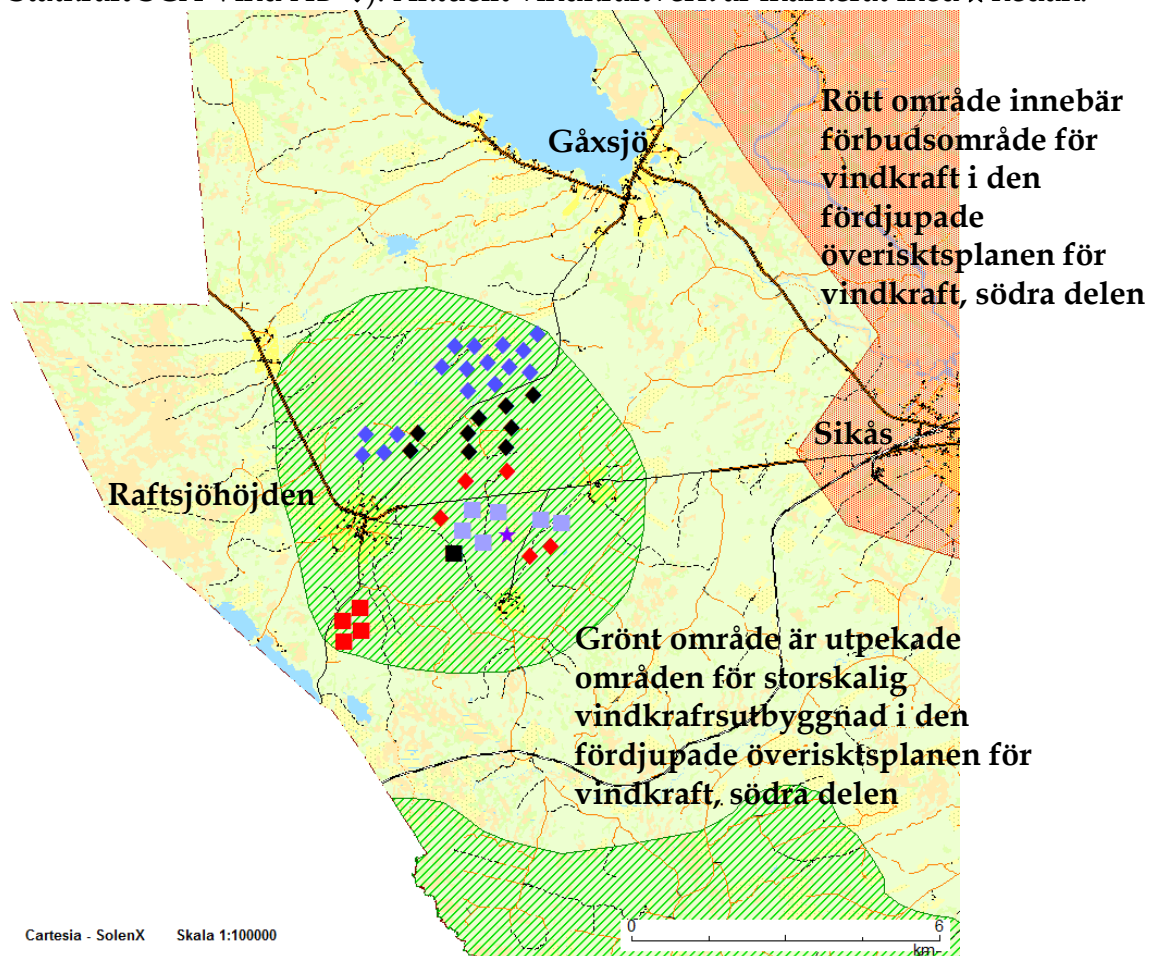 Gåxsjö
Rött område innebär
förbudsområde för
vindkraft i den
fördjupade
överisktsplanen för
vindkraft, södra delen
Sikås
Raftsjöhöjden
Grönt område är utpekade
områden för storskalig
vindkrafrsutbyggnad i den
fördjupade överisktsplanen för
vindkraft, södra delen
Cartesia - SolenX Skala 1:100000
0 6
km